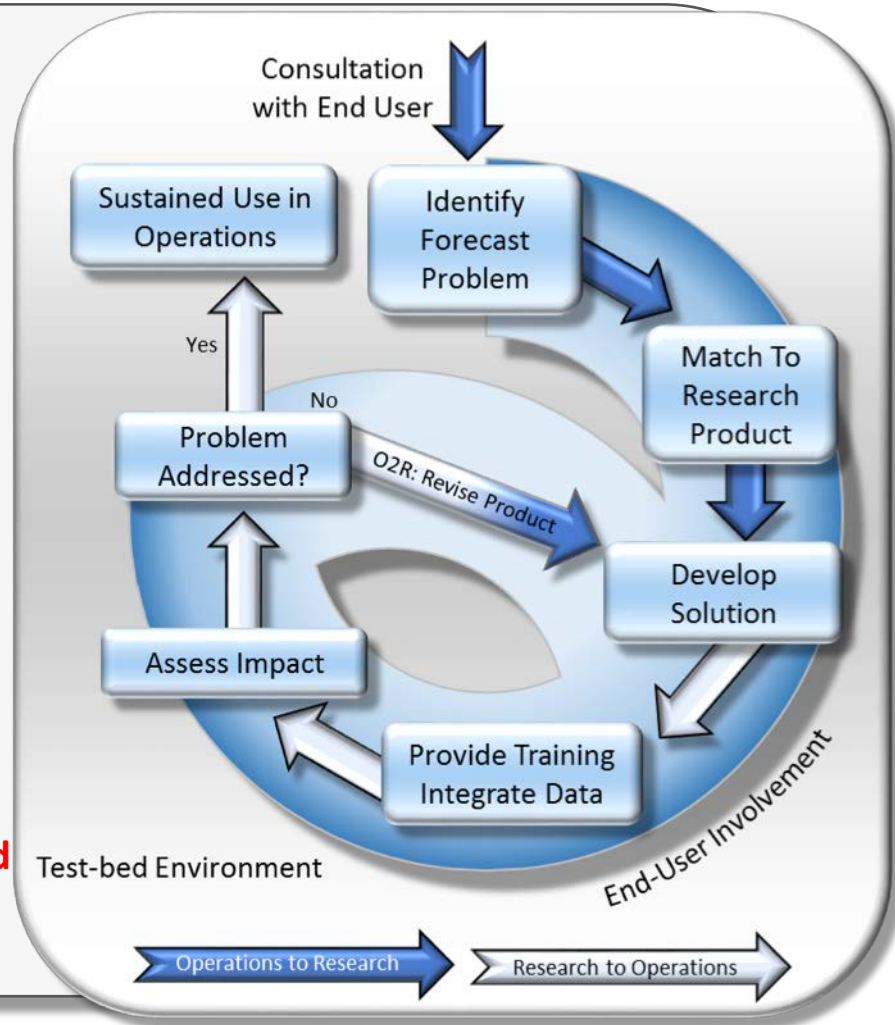 Consultation
with End User
Sustained Use in
Operations
Identify
Forecast
Problem
Yes
No
Match To
Research
Product
Problem
Addressed?
O2R: Revise Product
Develop
Solution
Assess Impact
Provide Training
Integrate Data
End-User Involvement
d
Test-bed Environment
Operations to Research
Research to Operations